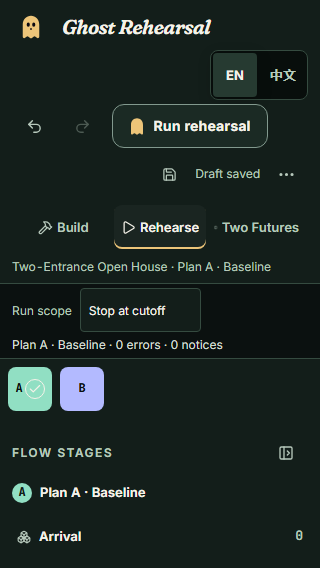 Ghost Rehearsal
EN 中文
Run rehearsal
Draft saved
Build Rehearse Two Futures
Two-Entrance Open House · Plan A · Baseline
Run scope Stop at cutoff
Plan A · Baseline · 0 errors · 0 notices
A B
FLOW STAGES
A Plan A · Baseline
Arrival 0